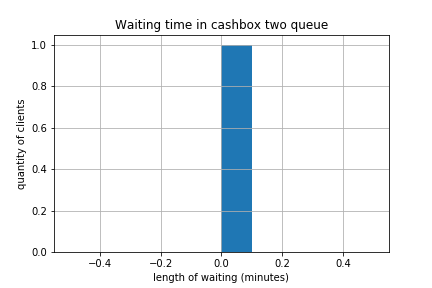 Waiting time in cashbox two queue
quantity of clients
1.0
0.8
0.6
0.4
0.2
0.0
−0.4 −0.2 0.0 0.2 0.4
length of waiting (minutes)